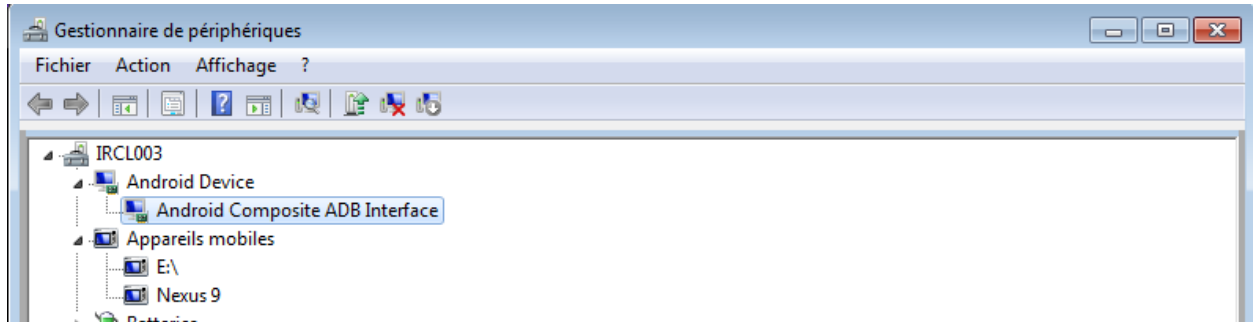 Gestionnaire de périphériques
Fichier Action Affichage ?
IRCL003
Android Device
Android Composite ADB Interface
Appareils mobiles
E:\
Nexus 9